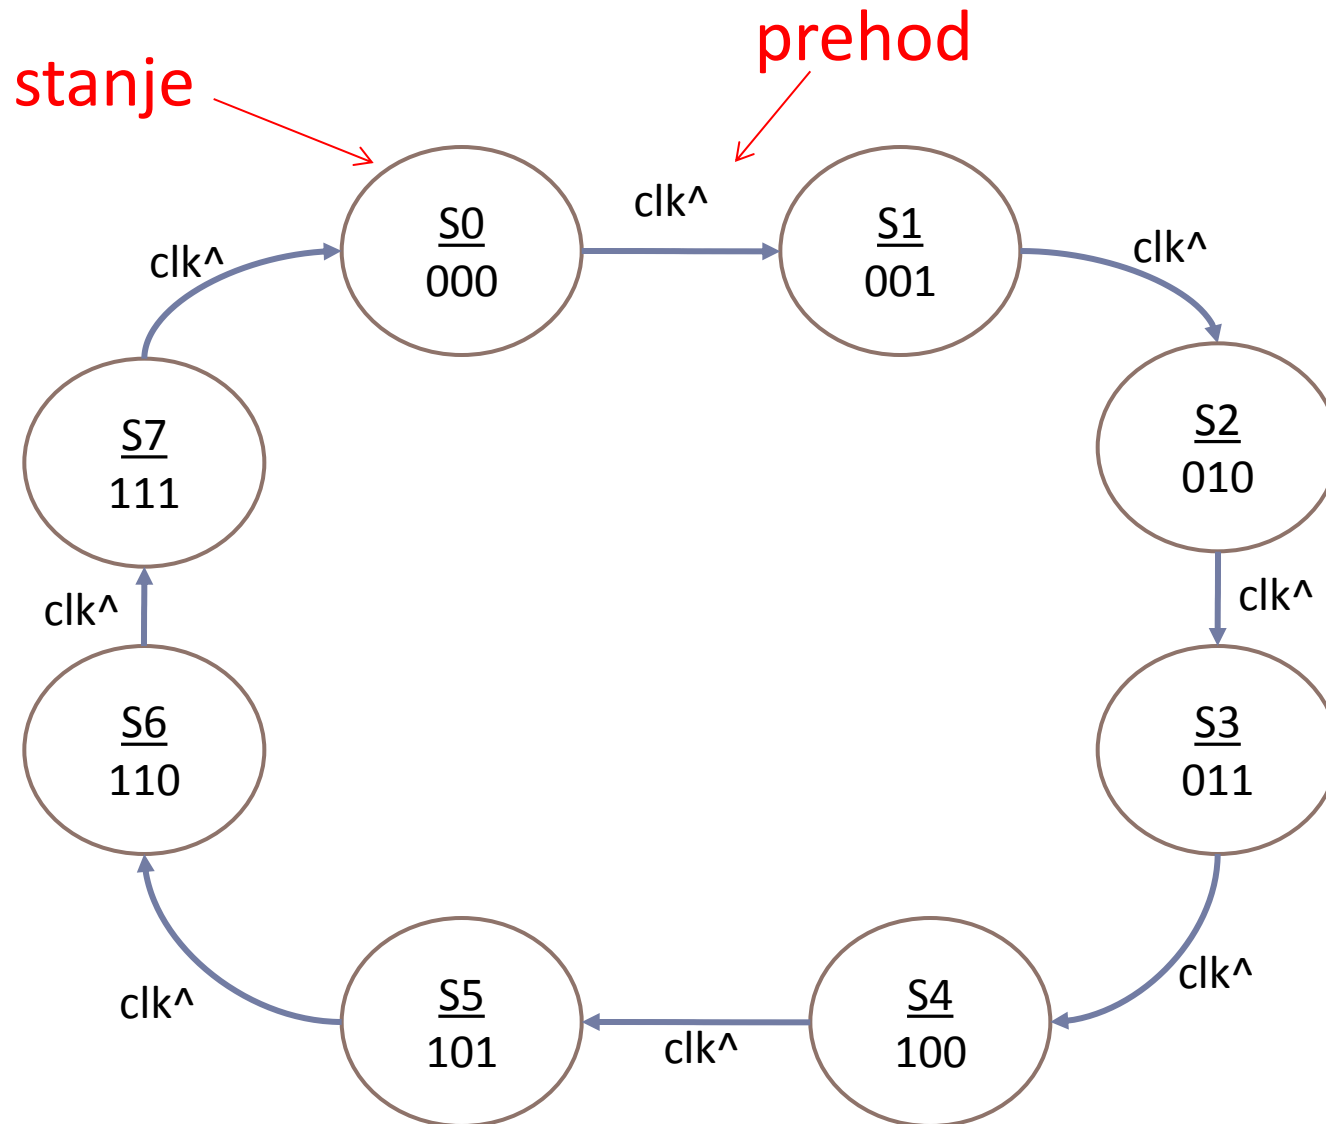 prehod
stanje
clk^
S0
000
S1
001
clk^
clk^
S2
010
S7
111
clk^
clk^
S3
011
S6
110
clk^
clk^
S4
100
S5
101
clk^